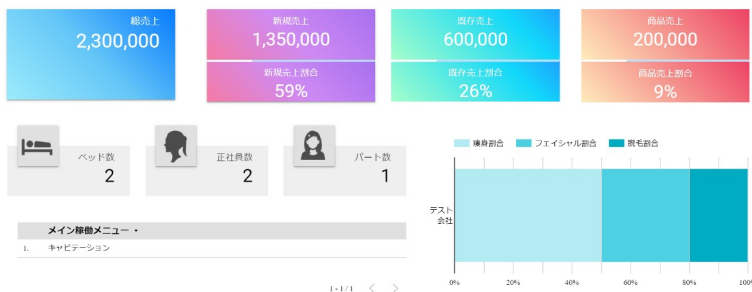 総売上
2,300,000
新規売上
1,350,000
新規売上割合
59%
既存売上
600,000
既存売上割合
26%
商品売上
200,000
商品売上割合
9%
ベッド数
2
正社員数
2
パート数
1
メイン稼働メニュー
1. キャビテーション
1 - 1 / 1
痩身割合 フェイシャル割合 脱毛割合
テスト
会社
0% 20% 40% 60% 80% 100